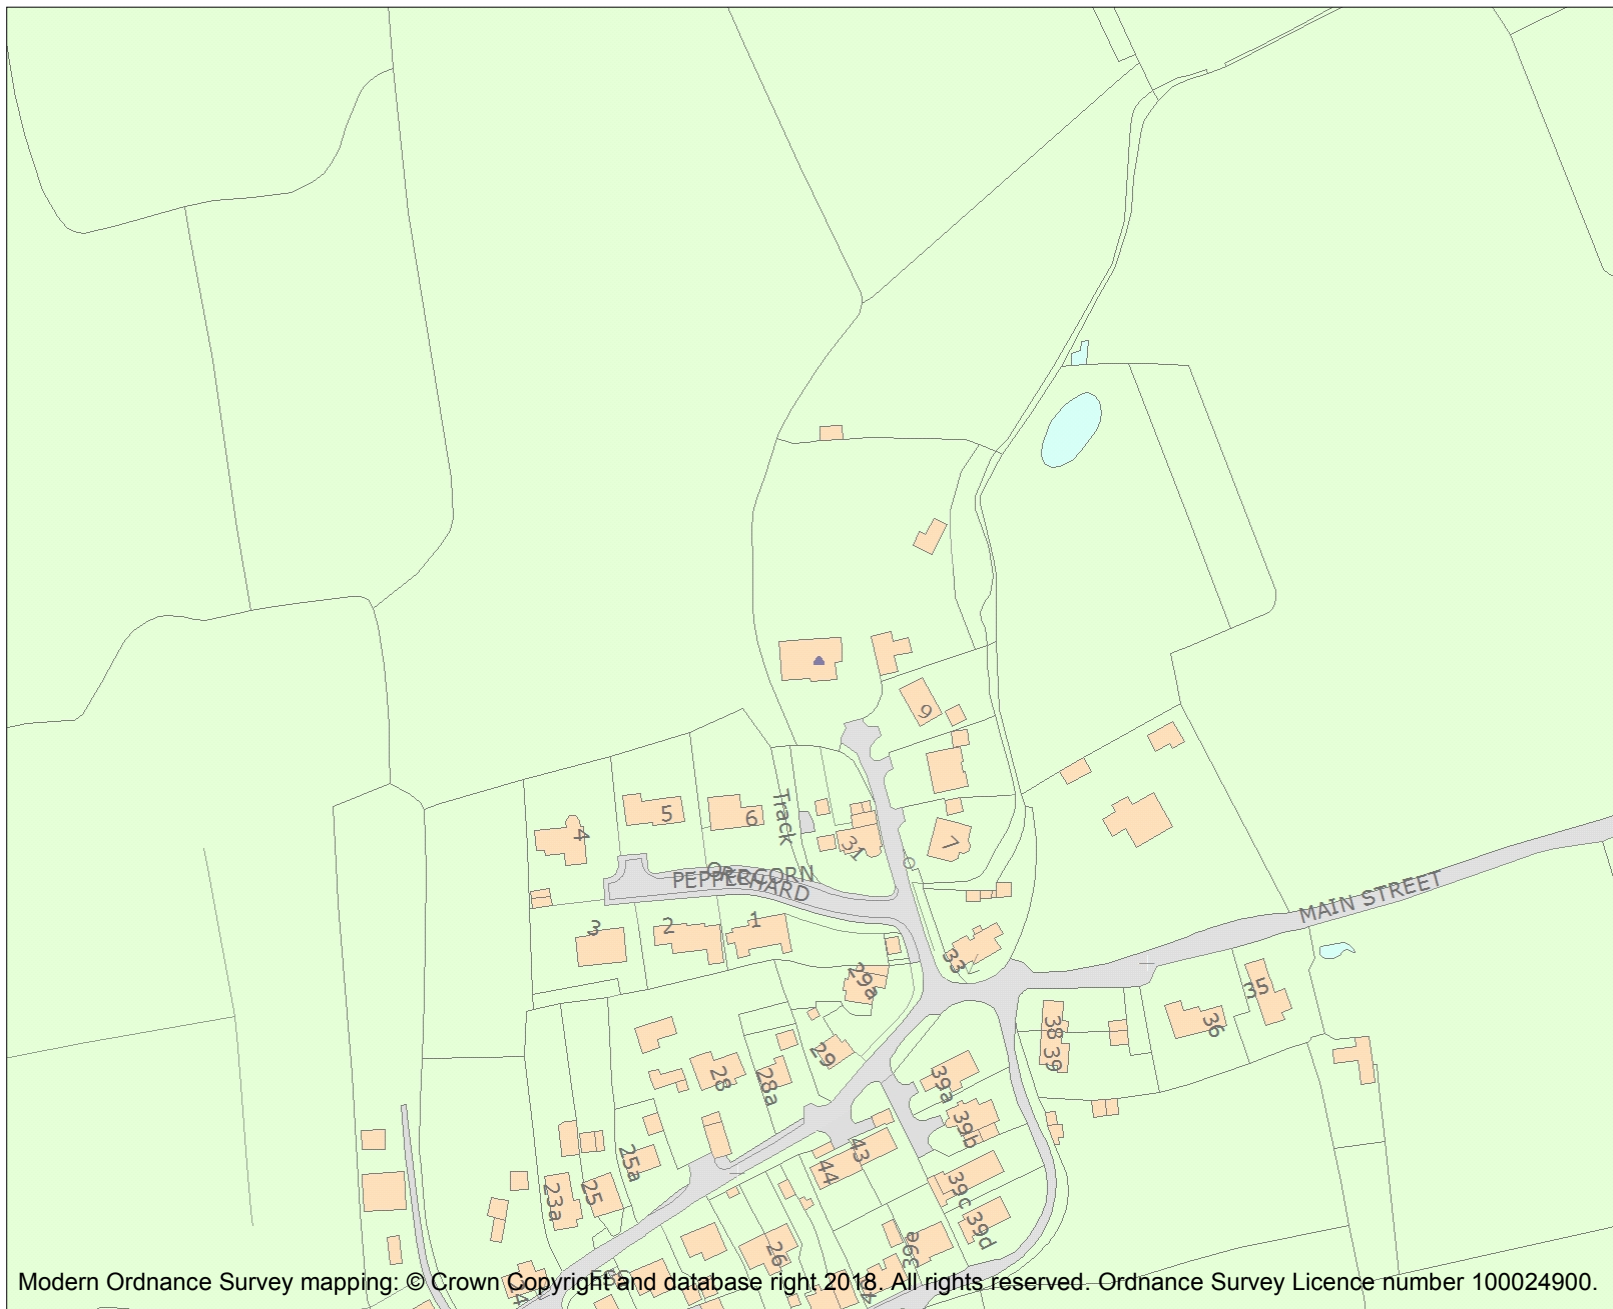 9
Track
5
6
4
31
7
PEPPERCORN
ORCHARD
MAIN STREET
3
2
1
33
29a
35
36
38
39
29
28
28a
39a
39b
43
44
25a
25
23a
39c
39d
39e
26
Modern Ordnance Survey mapping: © Crown Copyright and database right 2018. All rights reserved. Ordnance Survey Licence number 100024900.